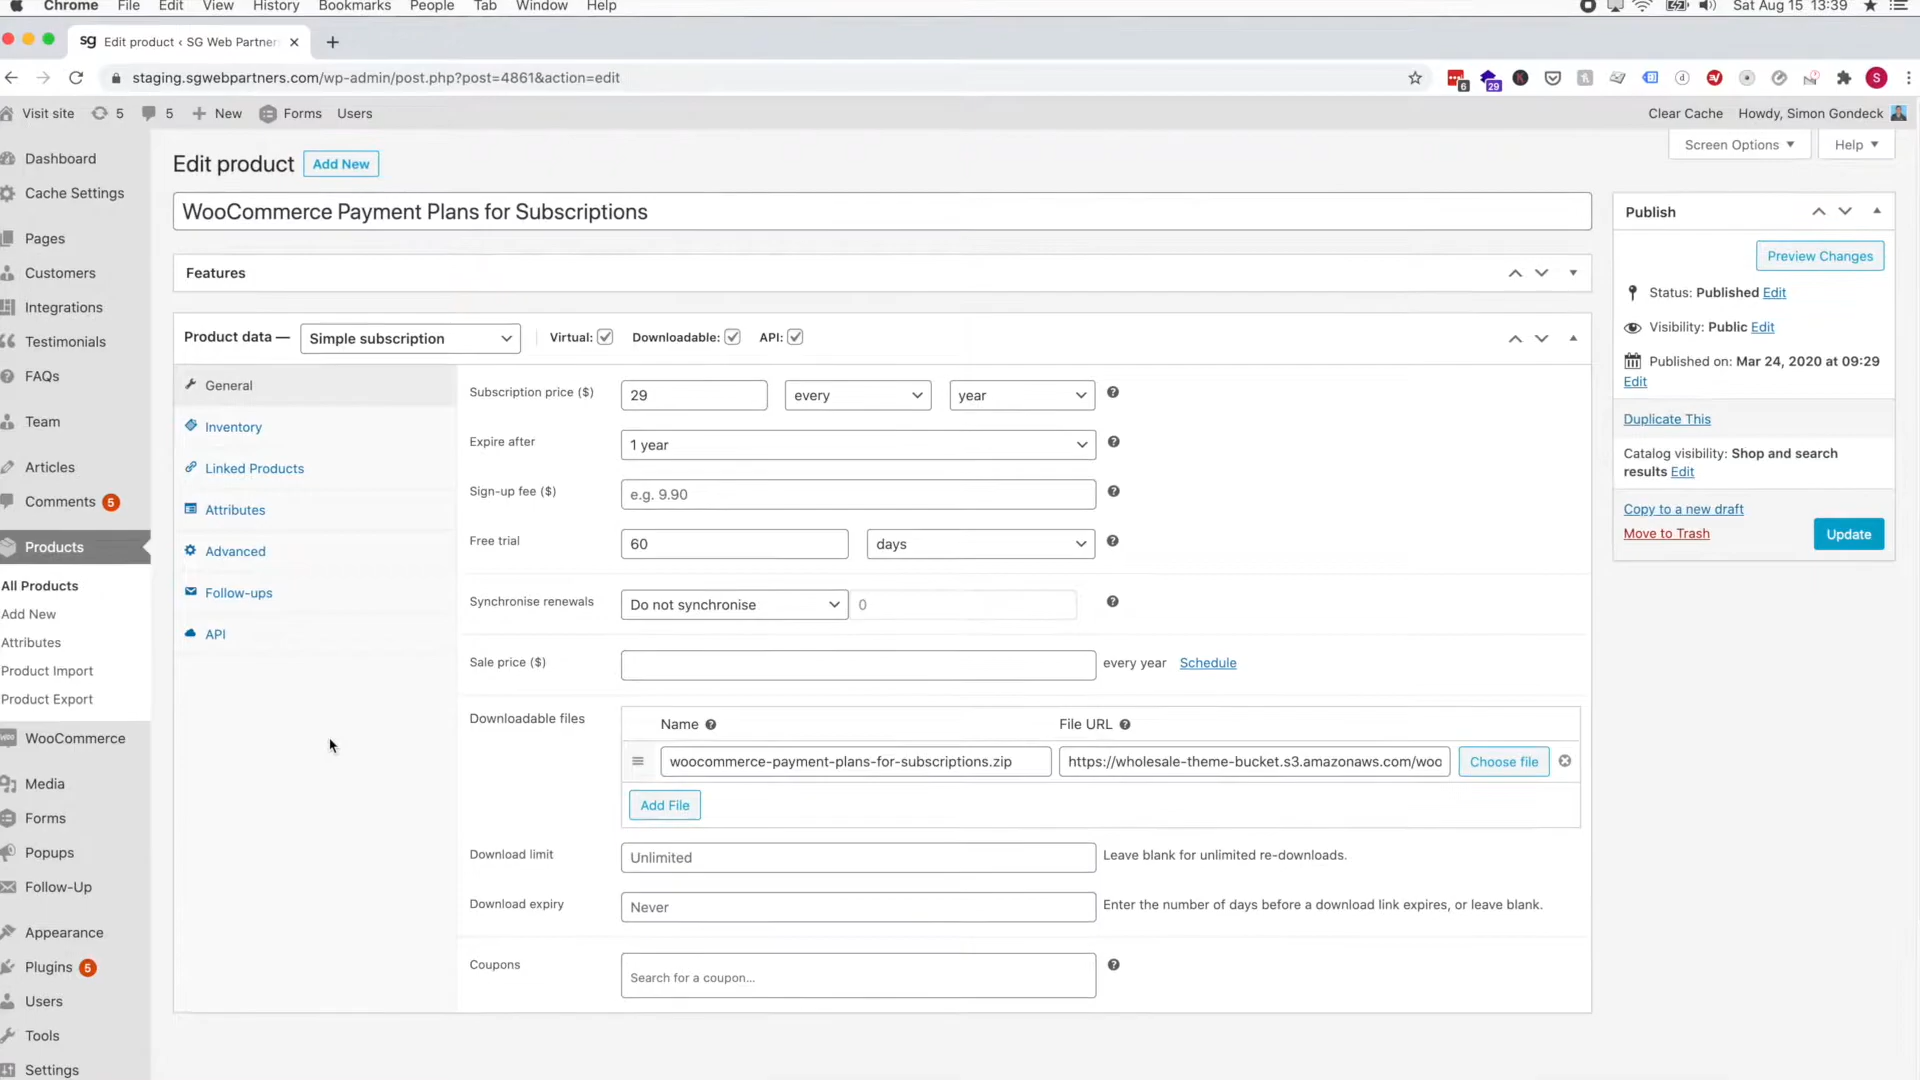 Chrome File Edit View History Bookmarks People Tab Window Help Sat Aug 15 13:39
sg Edit product ‹ SG Web Partner
staging.sgwebpartners.com/wp-admin/post.php?post=4861&action=edit 6 29 S
Visit site 5 5 New Forms Users Clear Cache Howdy, Simon Gondeck
Screen Options Help
Dashboard
Cache Settings
Pages
Customers
Integrations
Testimonials
FAQs
Team
Articles
Comments 5
Products
All Products
Add New
Attributes
Product Import
Product Export
WooCommerce
Media
Forms
Popups
Follow-Up
Appearance
Plugins 5
Users
Tools
Settings
Edit product Add New
WooCommerce Payment Plans for Subscriptions
Features
Product data — Simple subscription Virtual: Downloadable: API:
General
Inventory
Linked Products
Attributes
Advanced
Follow-ups
API
Subscription price ($) 29 every year
Expire after 1 year
Sign-up fee ($) e.g. 9.90
Free trial 60 days
Synchronise renewals Do not synchronise 0
Sale price ($) every year Schedule
Downloadable files Name File URL
woocommerce-payment-plans-for-subscriptions.zip https://wholesale-theme-bucket.s3.amazonaws.com/woo Choose file
Add File
Download limit Unlimited Leave blank for unlimited re-downloads.
Download expiry Never Enter the number of days before a download link expires, or leave blank.
Coupons Search for a coupon...
Publish
Preview Changes
Status: Published Edit
Visibility: Public Edit
Published on: Mar 24, 2020 at 09:29
Edit
Duplicate This
Catalog visibility: Shop and search
results Edit
Copy to a new draft
Move to Trash Update